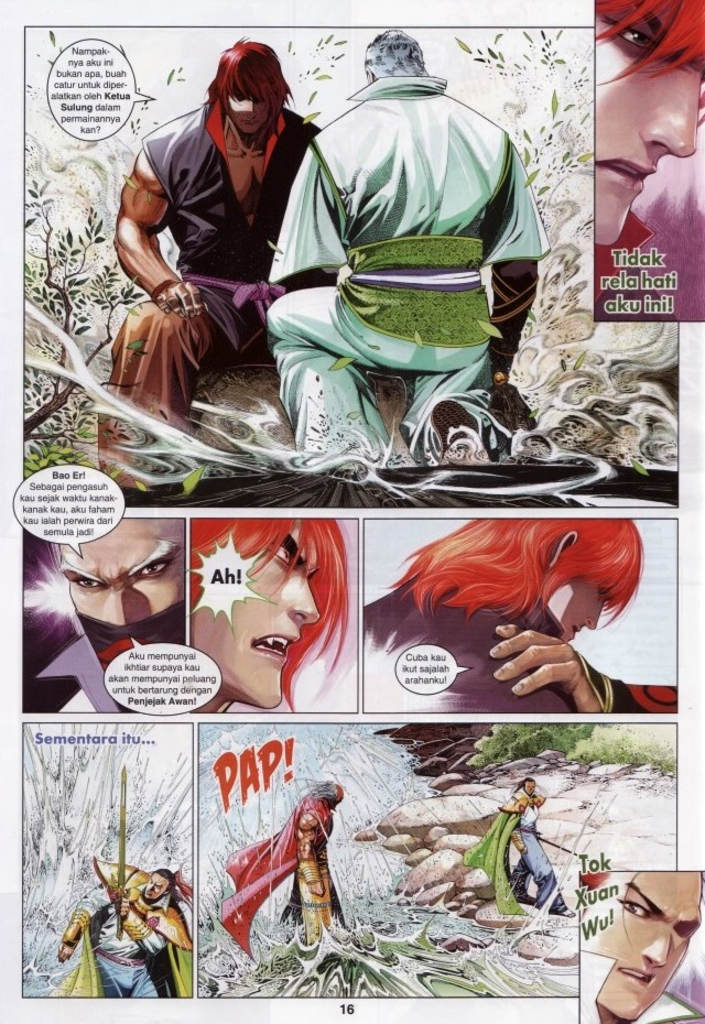 Nampak-
nya aku ini
bukan apa, buah
catur untuk diper-
alatkan oleh Ketua
Sulung dalam
permainannya
kan?
Tidak
rela hati
aku ini!
Bao Er!
Sebagai pengasuh
kau sejak waktu kanak-
kanak kau, aku faham
kau ialah perwira dari
semula jadi!
Aku mempunyai
ikhtiar supaya kau
akan mempunyai peluang
untuk bertarung dengan
Penjejak Awan!
Ah!
Cuba kau
ikut sajalah
arahanku!
Sementara itu...
PAP!
Tok
Xuan
Wu!
16